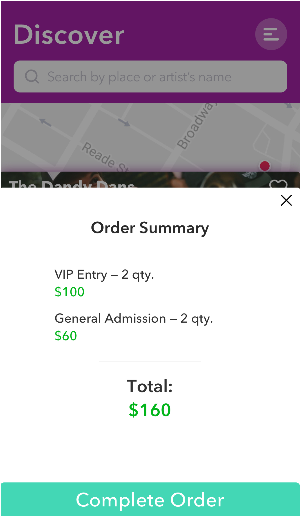 Discover
Search by place or artist's name
Broadway
Reade St
The Dandy Dans
Order Summary
VIP Entry – 2 qty.
$100
General Admission – 2 qty.
$60
Total:
$160
Complete Order